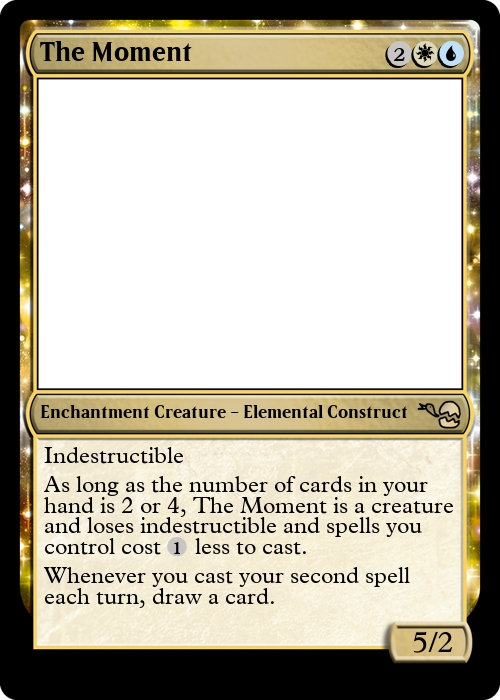 The Moment 2
Enchantment Creature – Elemental Construct
Indestructible
As long as the number of cards in your
hand is 2 or 4, The Moment is a creature
and loses indestructible and spells you
control cost 1 less to cast.
Whenever you cast your second spell
each turn, draw a card.
5/2